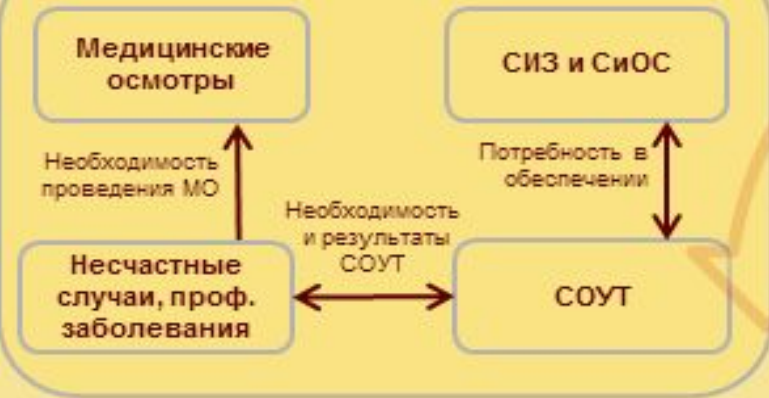 Медицинские
осмотры
СИЗ и СиОС
Необходимость
проведения МО
Потребность в
обеспечении
Необходимость
и результаты
СОУТ
Несчастные
случаи, проф.
заболевания
СОУТ